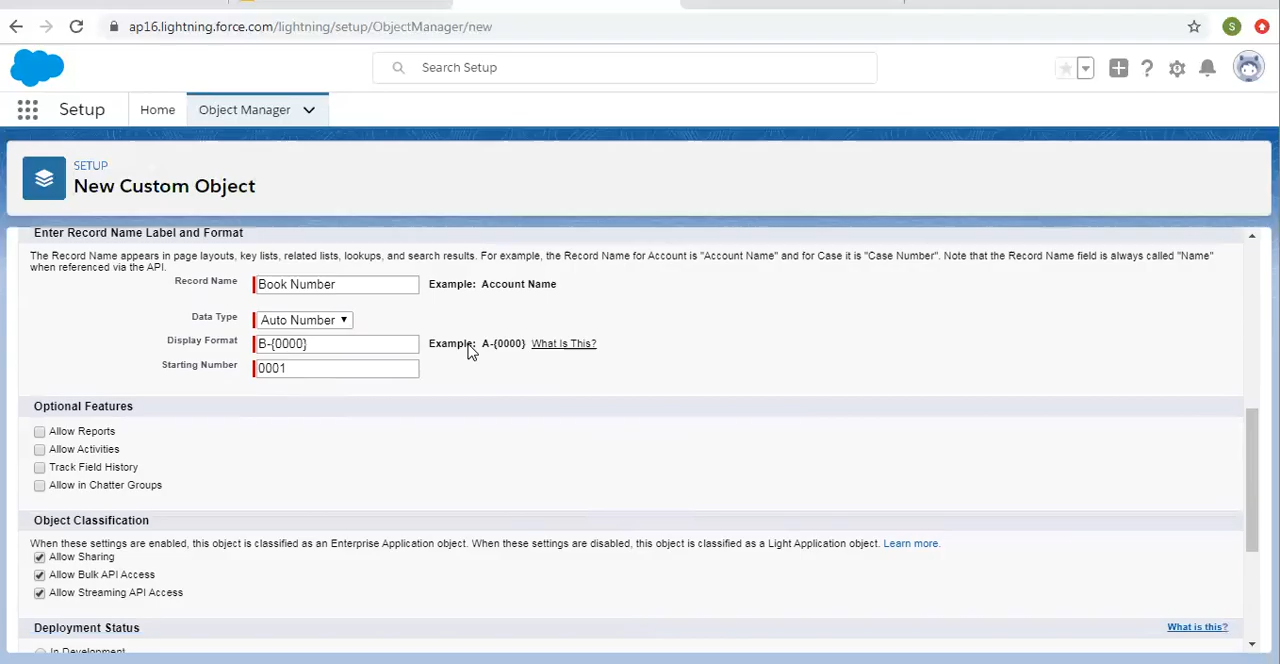 ap16.lightning.force.com/lightning/setup/ObjectManager/new
S
Search Setup
Setup
Home
Object Manager
SETUP
New Custom Object
Enter Record Name Label and Format
The Record Name appears in page layouts, key lists, related lists, lookups, and search results. For example, the Record Name for Account is "Account Name" and for Case it is "Case Number". Note that the Record Name field is always called "Name"
when referenced via the API.
Record Name Book Number Example: Account Name
Data Type Auto Number
Display Format B-{0000} Example: A-{0000} What Is This?
Starting Number 0001
Optional Features
Allow Reports
Allow Activities
Track Field History
Allow in Chatter Groups
Object Classification
When these settings are enabled, this object is classified as an Enterprise Application object. When these settings are disabled, this object is classified as a Light Application object. Learn more.
Allow Sharing
Allow Bulk API Access
Allow Streaming API Access
Deployment Status What is this?
In Development